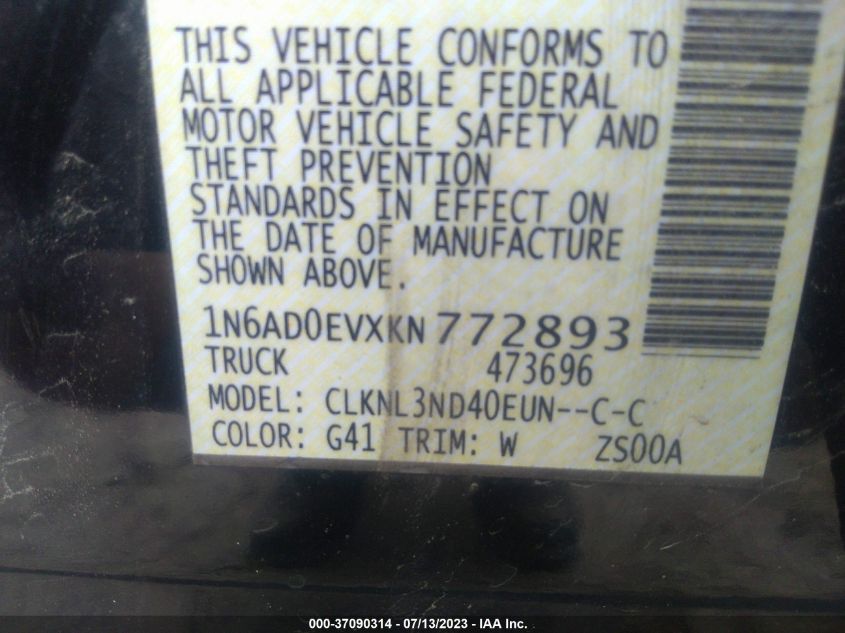 THIS VEHICLE CONFORMS TO
ALL APPLICABLE FEDERAL
MOTOR VEHICLE SAFETY AND
THEFT PREVENTION
STANDARDS IN EFFECT ON
THE DATE OF MANUFACTURE
SHOWN ABOVE.
1N6AD0EVXKN772893
TRUCK 473696
MODEL: CLKNL3ND40EUN--C-C
COLOR: G41 TRIM: W ZS00A
000-37090314 - 07/13/2023 - IAA Inc.